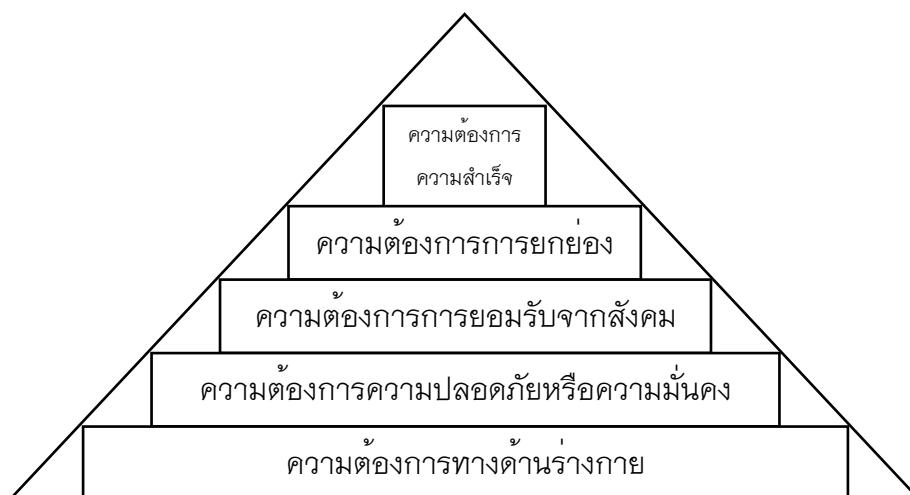 ความต้องการ
ความสำเร็จ
ความต้องการการยกย่อง
ความต้องการการยอมรับจากสังคม
ความต้องการความปลอดภัยหรือความมั่นคง
ความต้องการทางด้านร่างกาย